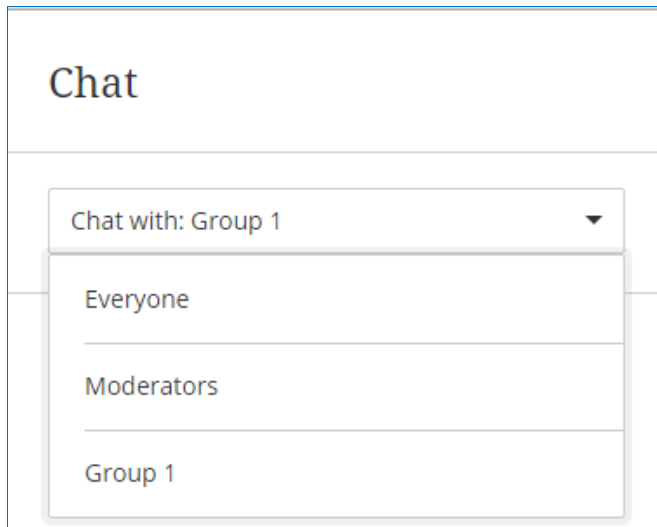 Chat
Chat with: Group 1
Everyone
Moderators
Group 1